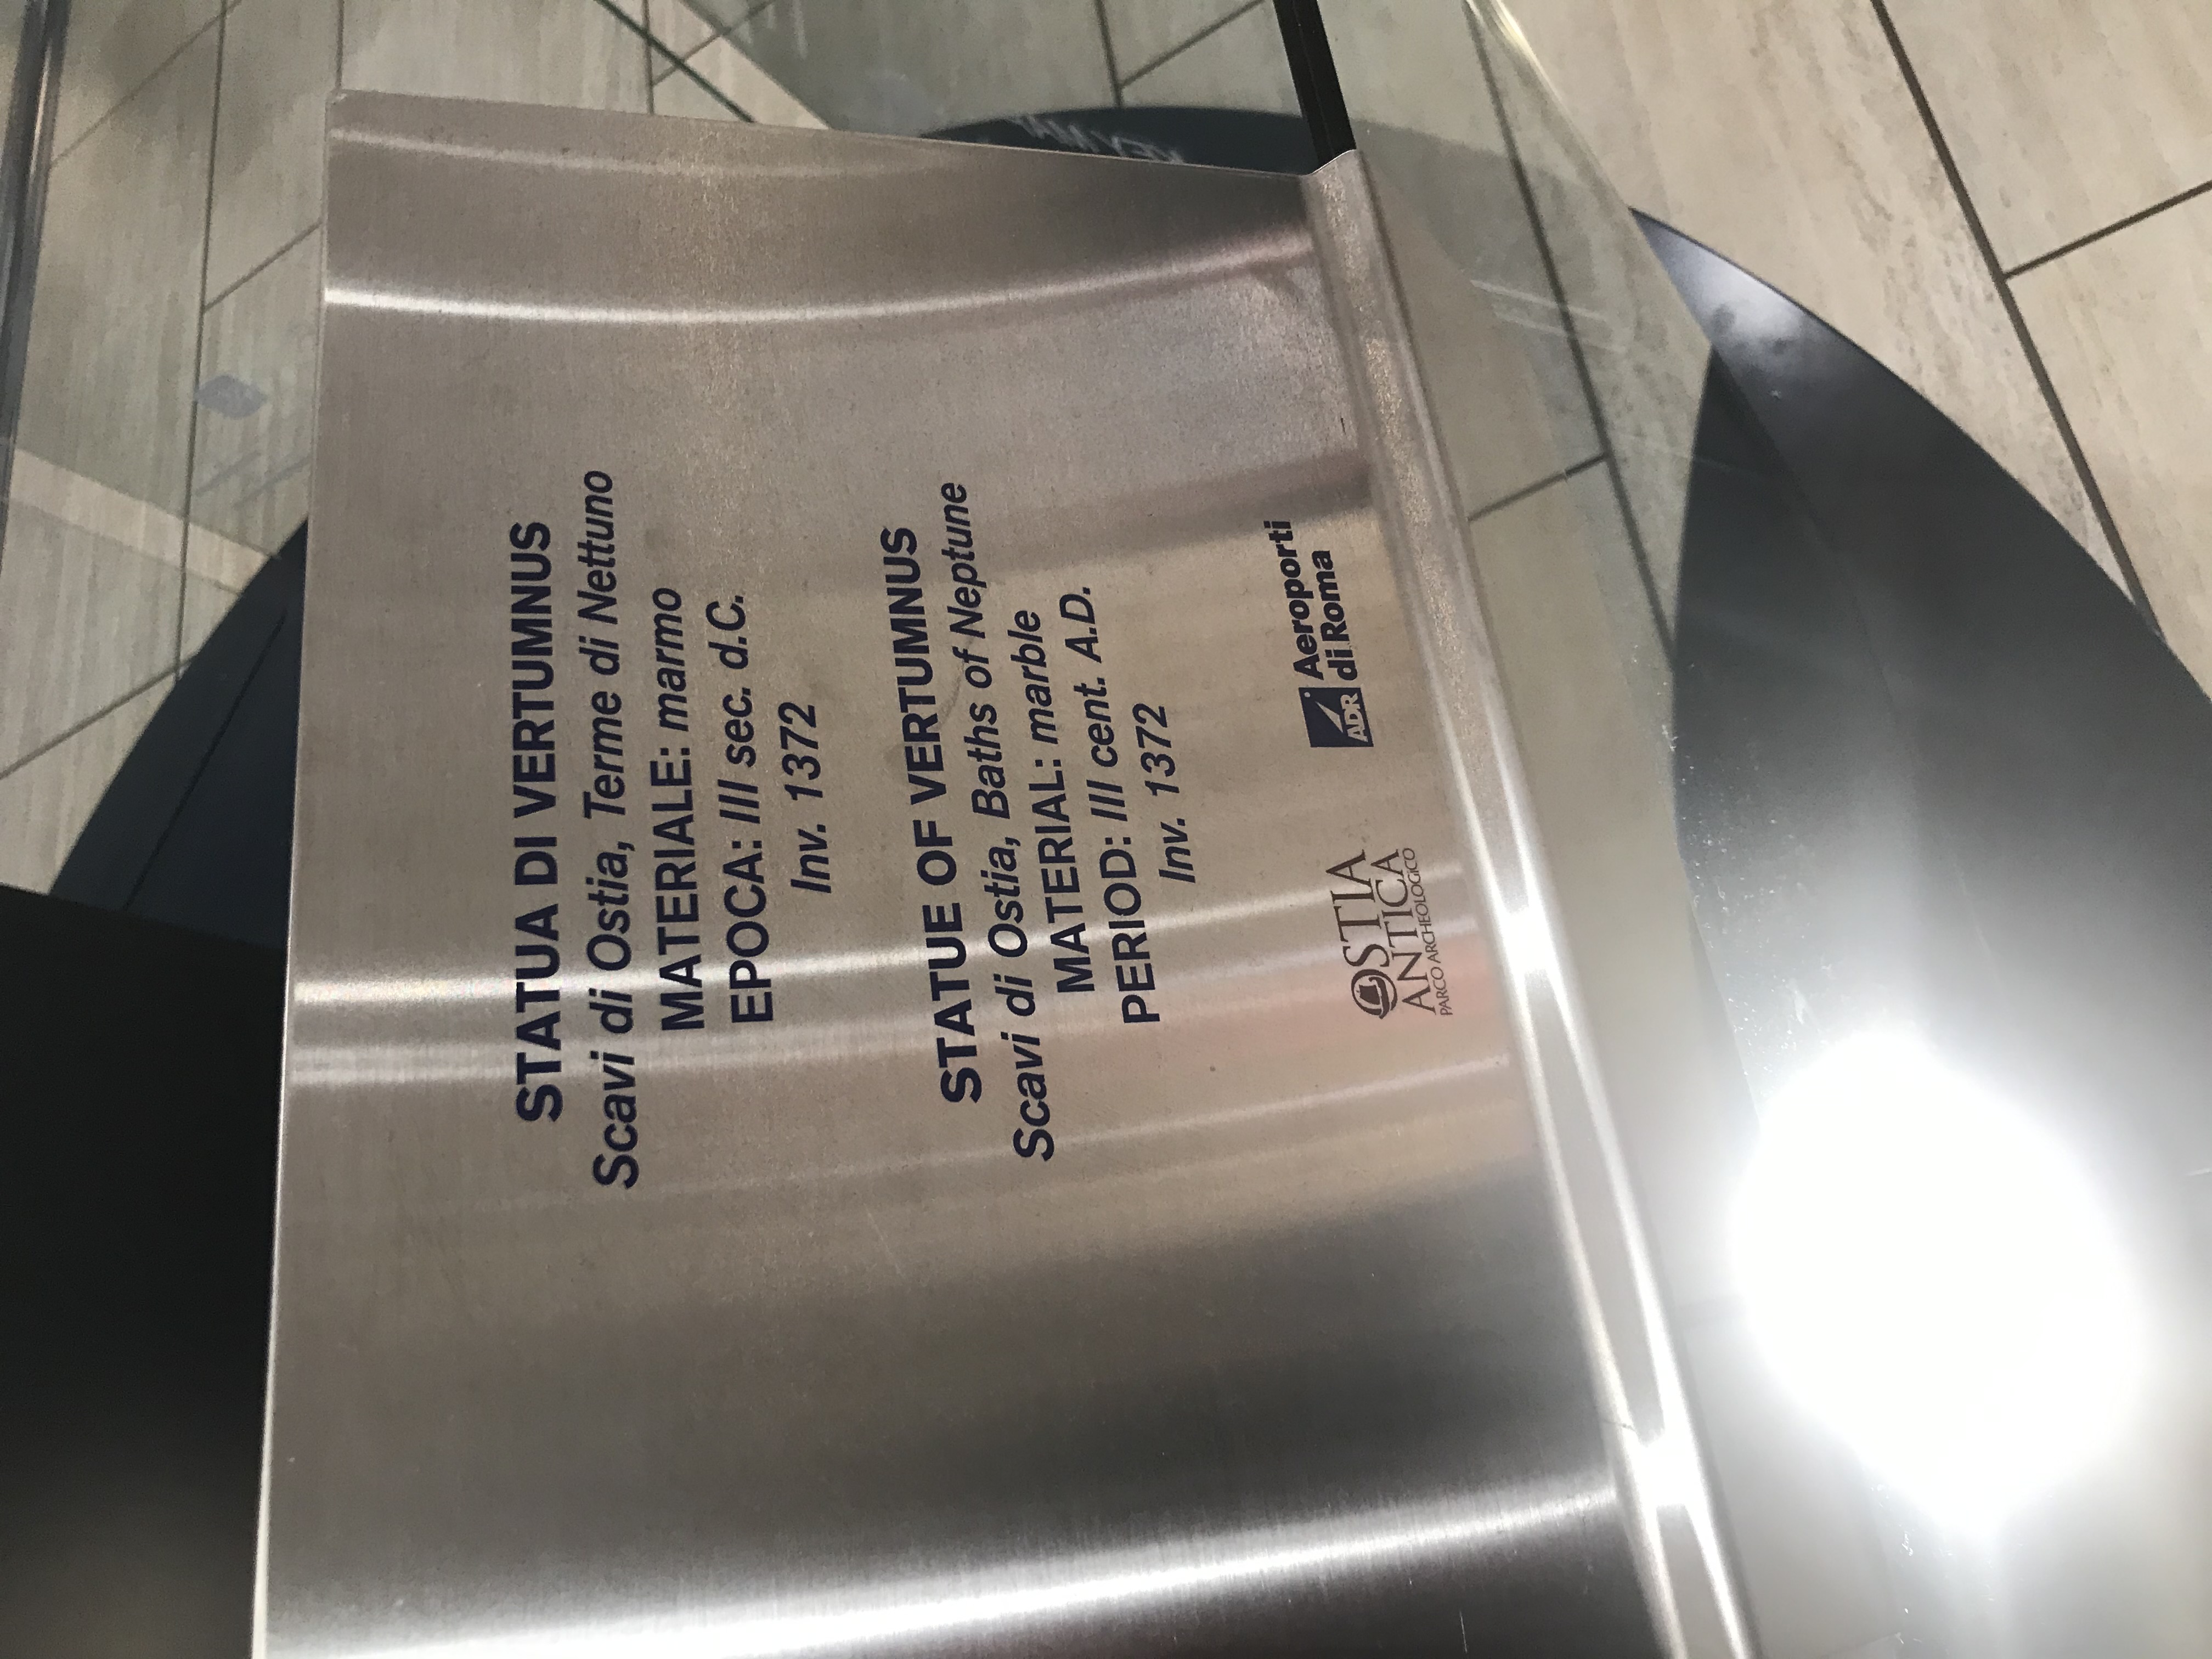 STATUA DI VERTUMNUS
Scavi di Ostia, Terme di Nettuno
MATERIALE: marmo
EPOCA: III sec. d.C.
Inv. 1372
STATUE OF VERTUMNUS
Scavi di Ostia, Baths of Neptune
MATERIAL: marble
PERIOD: III cent. A.D.
Inv. 1372
OSTIA
ANTICA
PARCO ARCHEOLOGICO
ADR
Aeroporti
di Roma